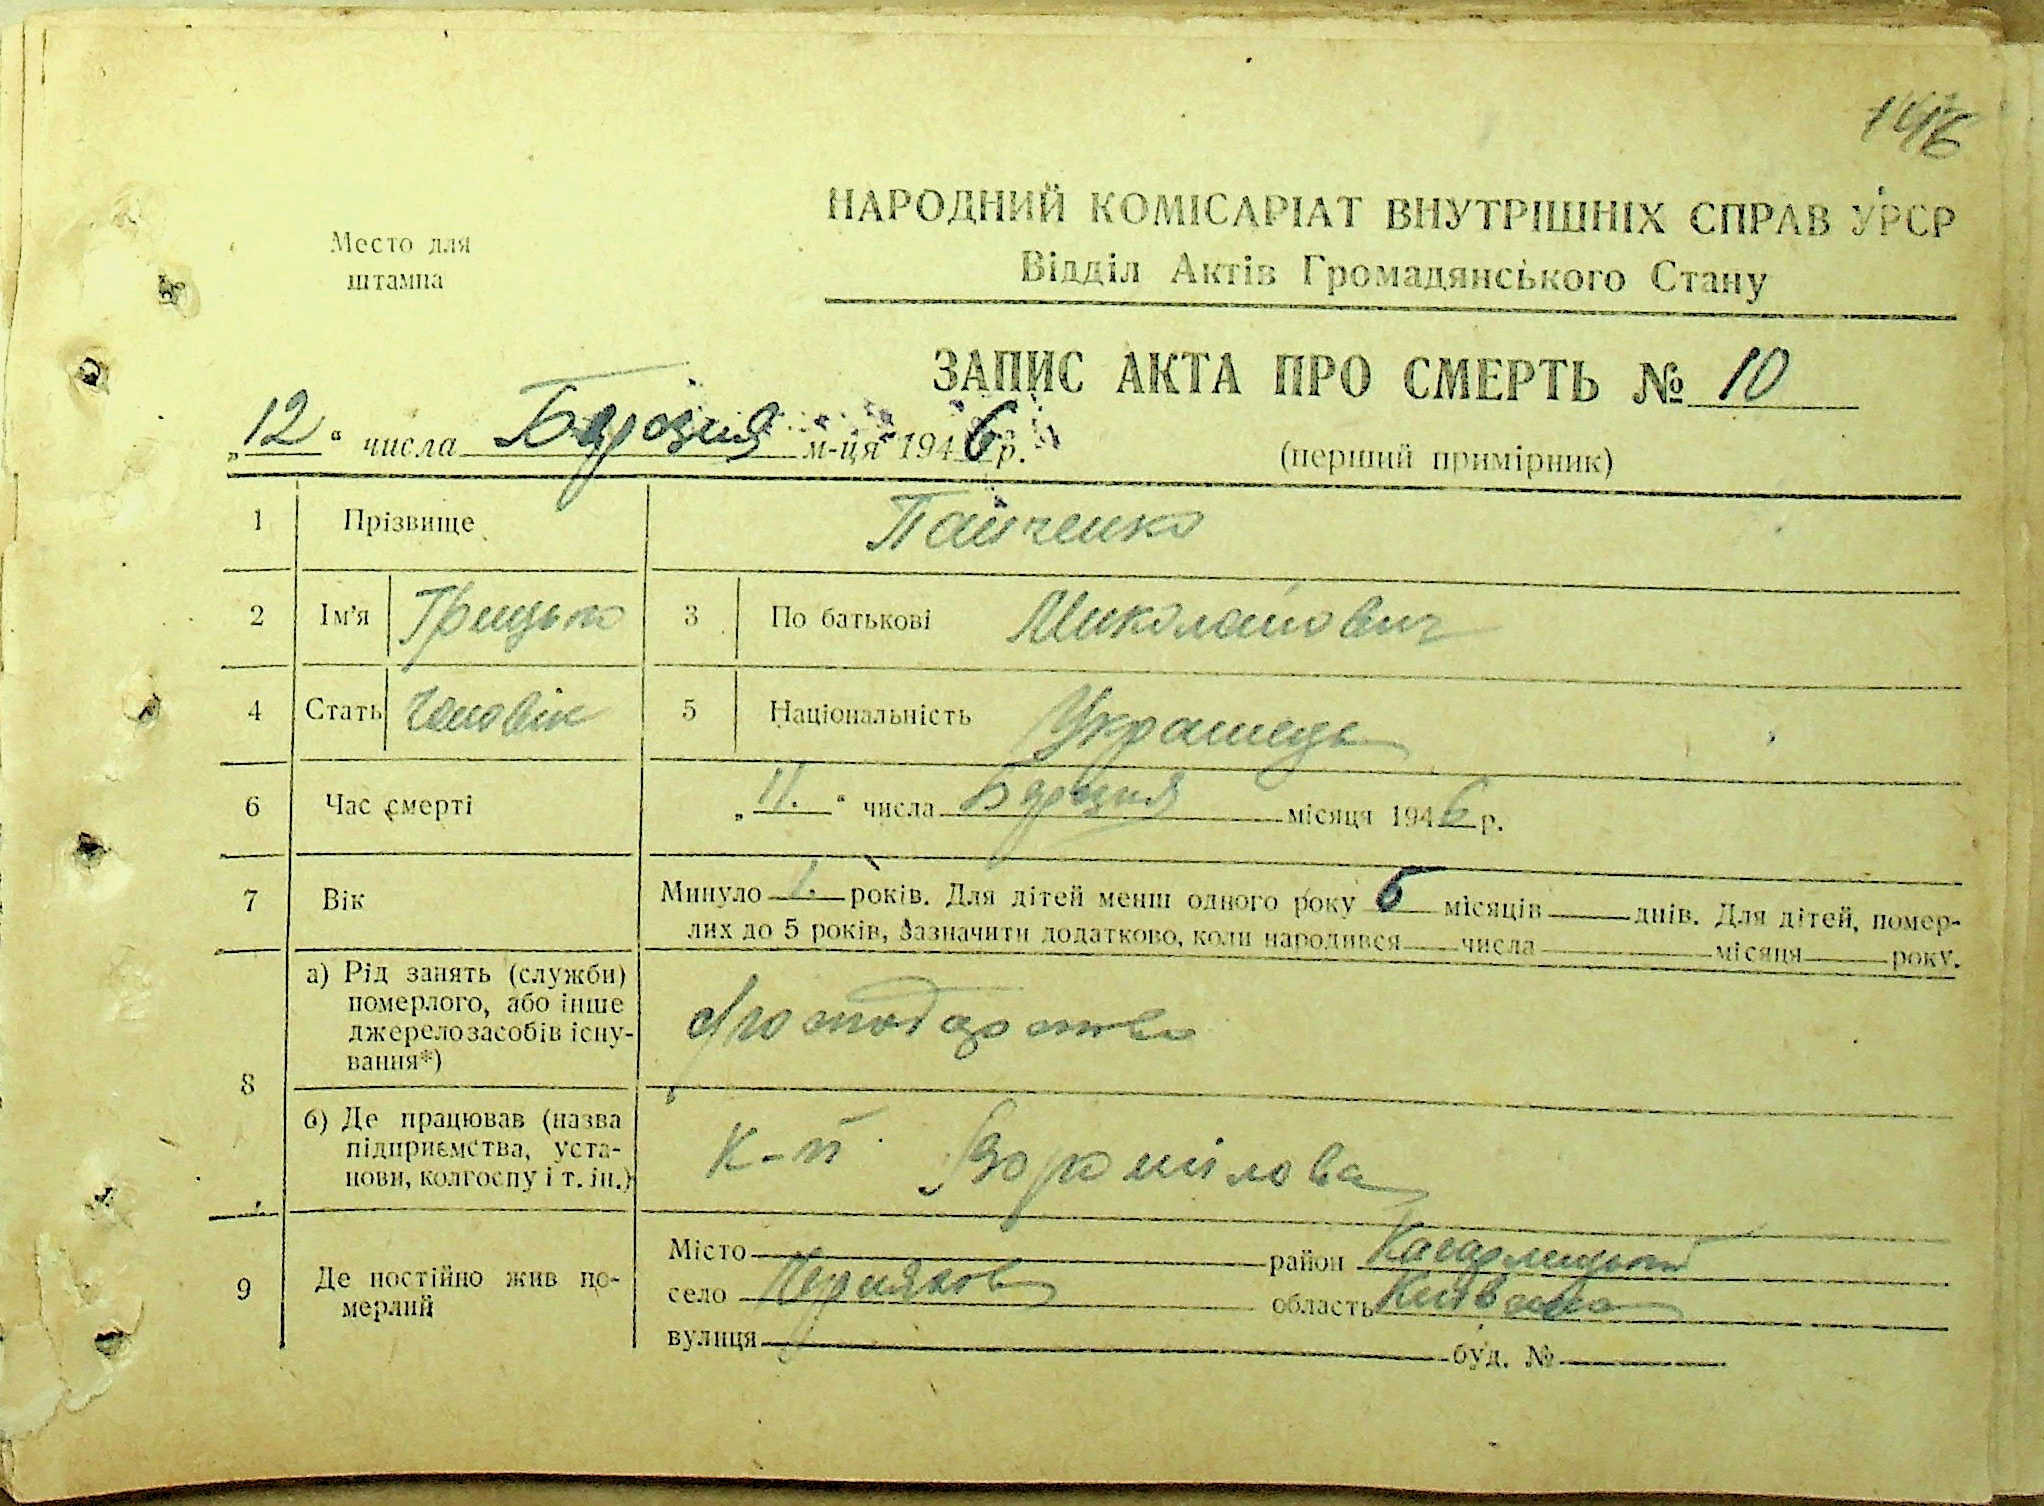 146
НАРОДНИЙ КОМІСАРІАТ ВНУТРІШНІХ СПРАВ УРСР
Відділ Актів Громадянського Стану
Место для
штампа
ЗАПИС АКТА ПРО СМЕРТЬ № 10
„12“ числа Березня м-ця 1946 р.
(перший примірник)
1 Прізвище Панченко
2 Ім'я Грицько 3 По батькові Миколайович
4 Стать Чоловік 5 Національність Українець
6 Час смерті „11.“ числа Березня місяця 1946 р.
7 Вік Минуло 1. років. Для дітей менш одного року 6 місяців днів. Для дітей, помер-
лих до 5 років, зазначити додатково, коли народився числа місяця року.
8 а) Рід занять (служби)
померлого, або інше
джерело засобів існу-
вання*)
б) Де працював (назва
підприємства, уста-
нови, колгоспу і т. ін.)
К-п Ворошілова
9 Де постійно жив по-
мерлий
Місто район Кагарлицький
село область Київська
вулиця буд. №